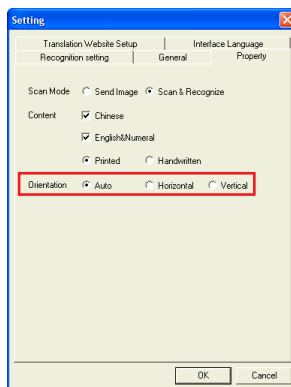 Setting
Translation Website Setup Interface Language
Recognition setting General Property
Scan Mode Send Image Scan & Recognize
Content Chinese
English&Numeral
Printed Handwritten
Orientation Auto Horizontal Vertical
OK Cancel